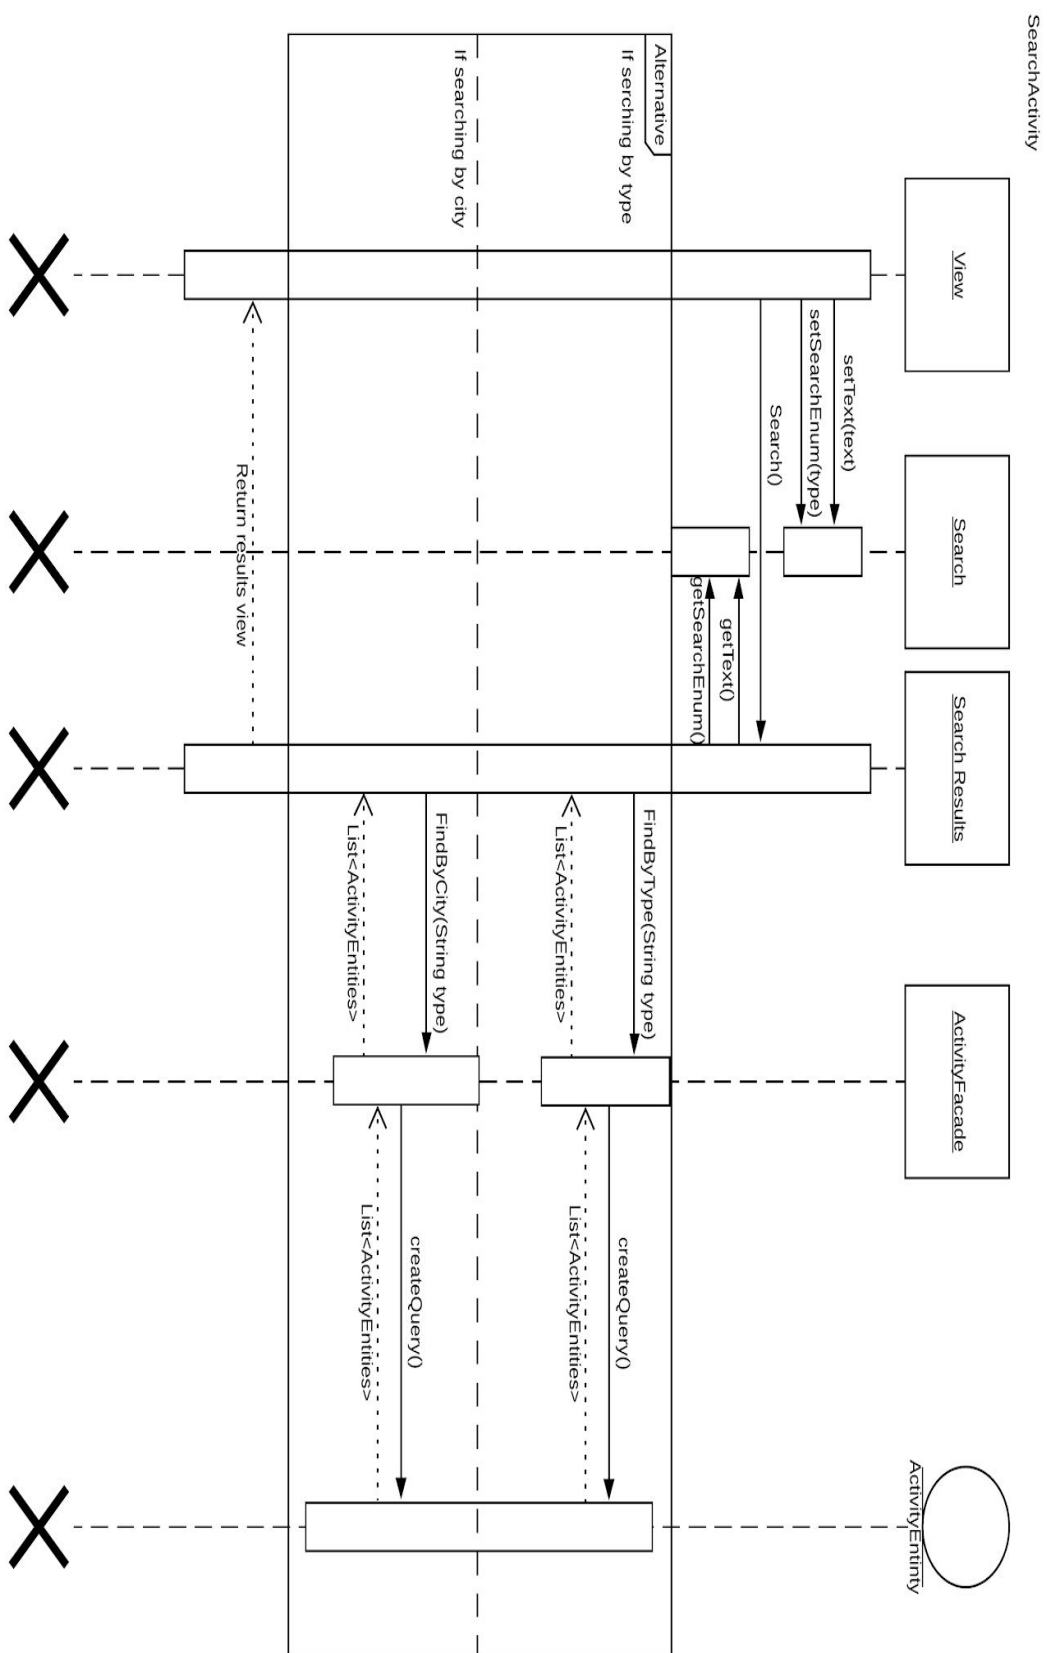 SearchActivity
View
Search
Search Results
ActivityFacade
ActivityEntinty
setText(text)
setSearchEnum(type)
Search()
getText()
getSearchEnum()
Alternative
If serching by type
FindByType(String type)
createQuery()
List<ActivityEntities>
List<ActivityEntities>
If searching by city
FindByCity(String type)
createQuery()
List<ActivityEntities>
List<ActivityEntities>
Return results view